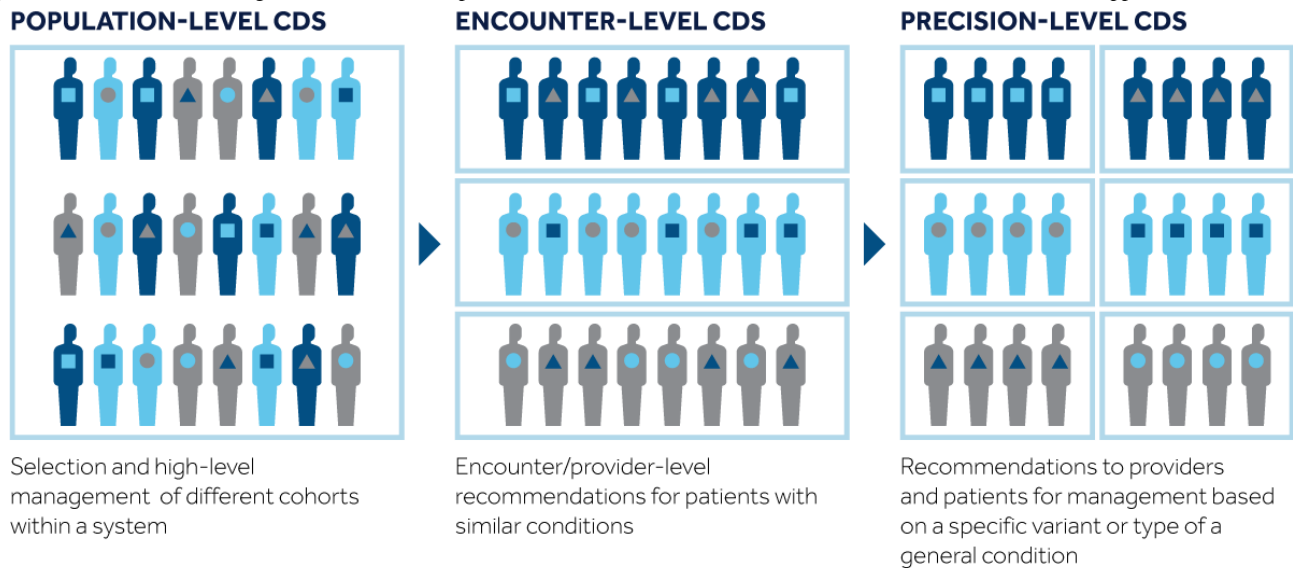 POPULATION-LEVEL CDS
Selection and high-level
management of different cohorts
within a system
ENCOUNTER-LEVEL CDS
Encounter/provider-level
recommendations for patients with
similar conditions
PRECISION-LEVEL CDS
Recommendations to providers
and patients for management based
on a specific variant or type of a
general condition